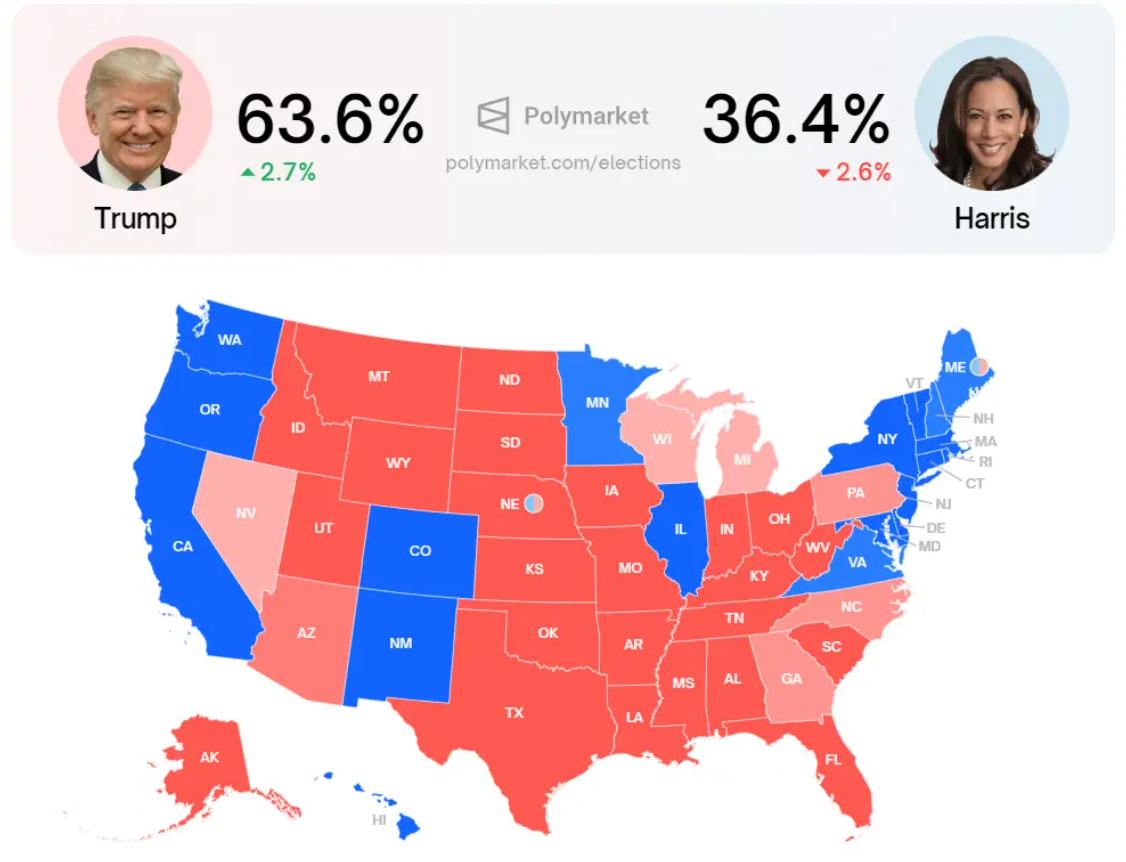 63.6%
Polymarket
36.4%
2.7%
polymarket.com/elections
2.6%
Trump
Harris
WA
MT
ND
MN
ME
VT
OR
ID
SD
WI
NY
NH
MA
WY
MI
RI
NV
NE
IA
PA
CT
UT
CO
IL
IN
OH
NJ
CA
WV
DE
MD
KS
MO
KY
VA
AZ
NM
OK
TN
NC
AR
SC
TX
MS
AL
GA
LA
AK
FL
HI